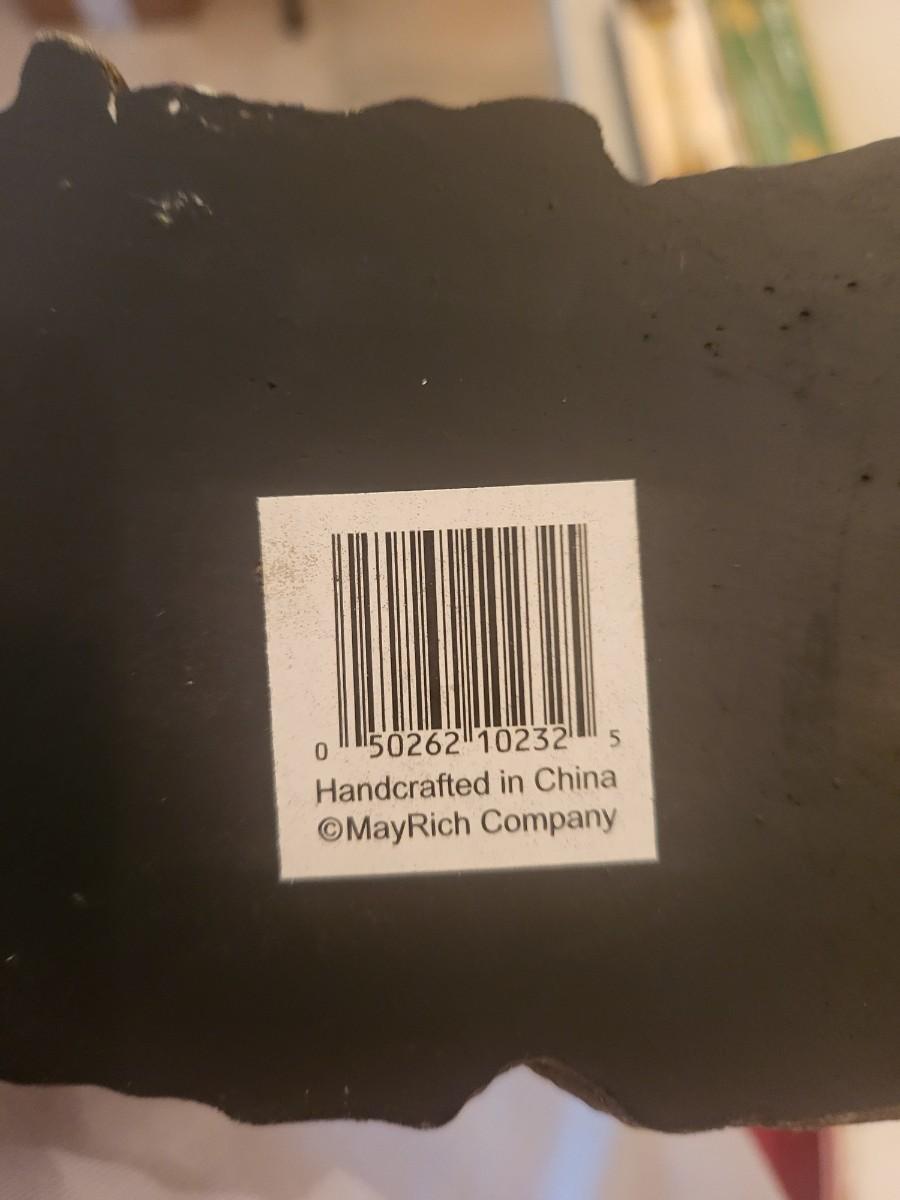 0 50262 10232 5
Handcrafted in China
©MayRich Company